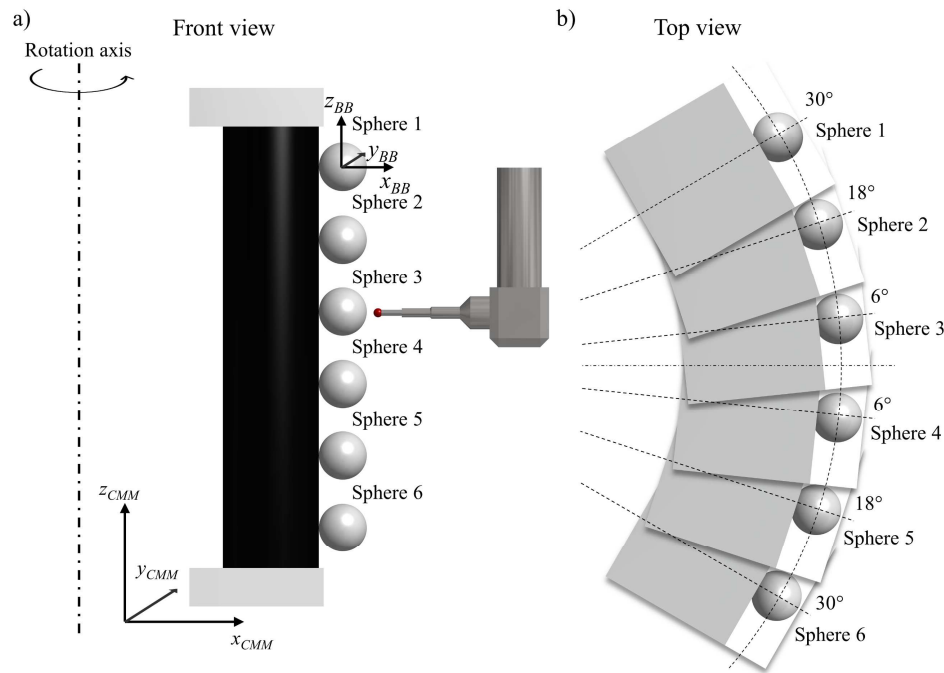 a)
Front view
Rotation axis
z_BB
Sphere 1
y_BB
x_BB
Sphere 2
Sphere 3
Sphere 4
Sphere 5
Sphere 6
z_CMM
y_CMM
x_CMM
b)
Top view
30°
Sphere 1
18°
Sphere 2
6°
Sphere 3
6°
Sphere 4
18°
Sphere 5
30°
Sphere 6